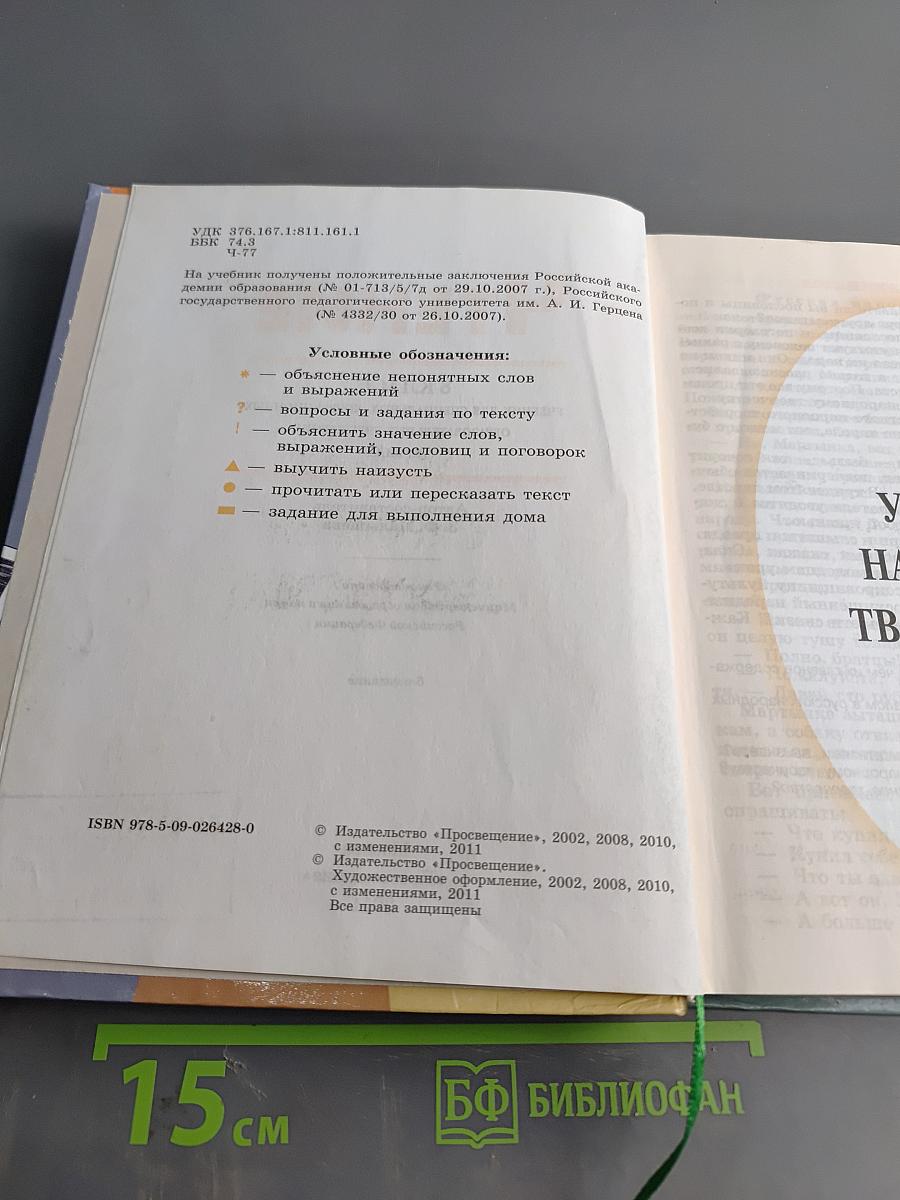 УДК 376.167.1:811.161.1
ББК 74.3
Ч-77
На учебник получены положительные заключения Российской ака-
демии образования (№ 01-713/5/7д от 29.10.2007 г.), Российского
государственного педагогического университета им. А. И. Герцена
(№ 4332/30 от 26.10.2007).
Условные обозначения:
* — объяснение непонятных слов
и выражений
? — вопросы и задания по тексту
! — объяснить значение слов,
выражений, пословиц и поговорок
▲ — выучить наизусть
● — прочитать или пересказать текст
▬ — задание для выполнения дома
ISBN 978-5-09-026428-0
© Издательство «Просвещение», 2002, 2008, 2010,
с изменениями, 2011
© Издательство «Просвещение».
Художественное оформление, 2002, 2008, 2010,
с изменениями, 2011
Все права защищены
У
НА
ТВ
15 см
БФ БИБЛИОФАН